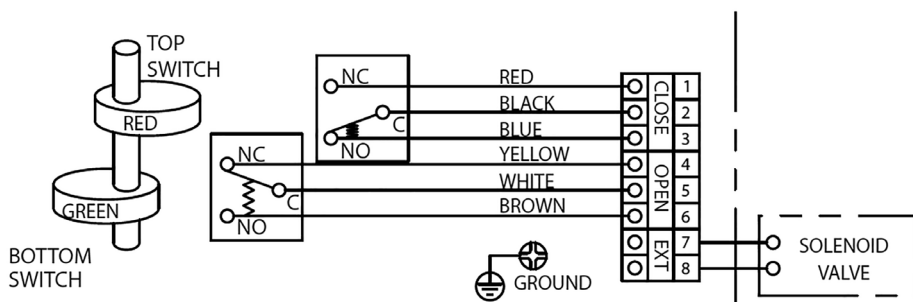 TOP
SWITCH
RED
GREEN
BOTTOM
SWITCH
NC
C
NO
NC
C
NO
RED
BLACK
BLUE
YELLOW
WHITE
BROWN
CLOSE
OPEN
EXT
1
2
3
4
5
6
7
8
GROUND
SOLENOID
VALVE